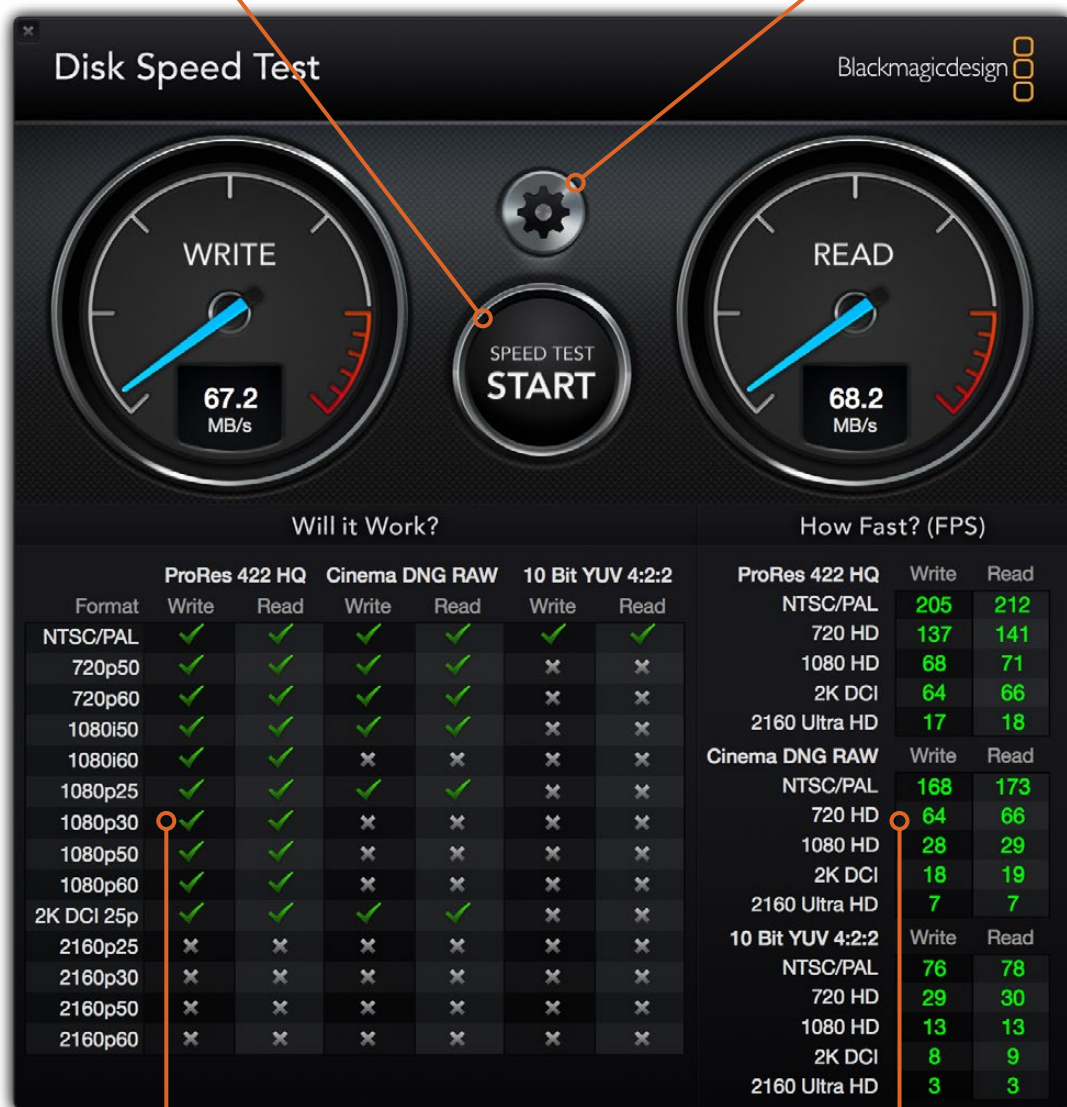 Disk Speed Test
Blackmagicdesign
WRITE
67.2
MB/s
SPEED TEST
START
READ
68.2
MB/s
Will it Work?
ProRes 422 HQ Cinema DNG RAW 10 Bit YUV 4:2:2
Format Write Read Write Read Write Read
NTSC/PAL
720p50
720p60
1080i50
1080i60
1080p25
1080p30
1080p50
1080p60
2K DCI 25p
2160p25
2160p30
2160p50
2160p60
How Fast? (FPS)
ProRes 422 HQ Write Read
NTSC/PAL 205 212
720 HD 137 141
1080 HD 68 71
2K DCI 64 66
2160 Ultra HD 17 18
Cinema DNG RAW Write Read
NTSC/PAL 168 173
720 HD 64 66
1080 HD 28 29
2K DCI 18 19
2160 Ultra HD 7 7
10 Bit YUV 4:2:2 Write Read
NTSC/PAL 76 78
720 HD 29 30
1080 HD 13 13
2K DCI 8 9
2160 Ultra HD 3 3